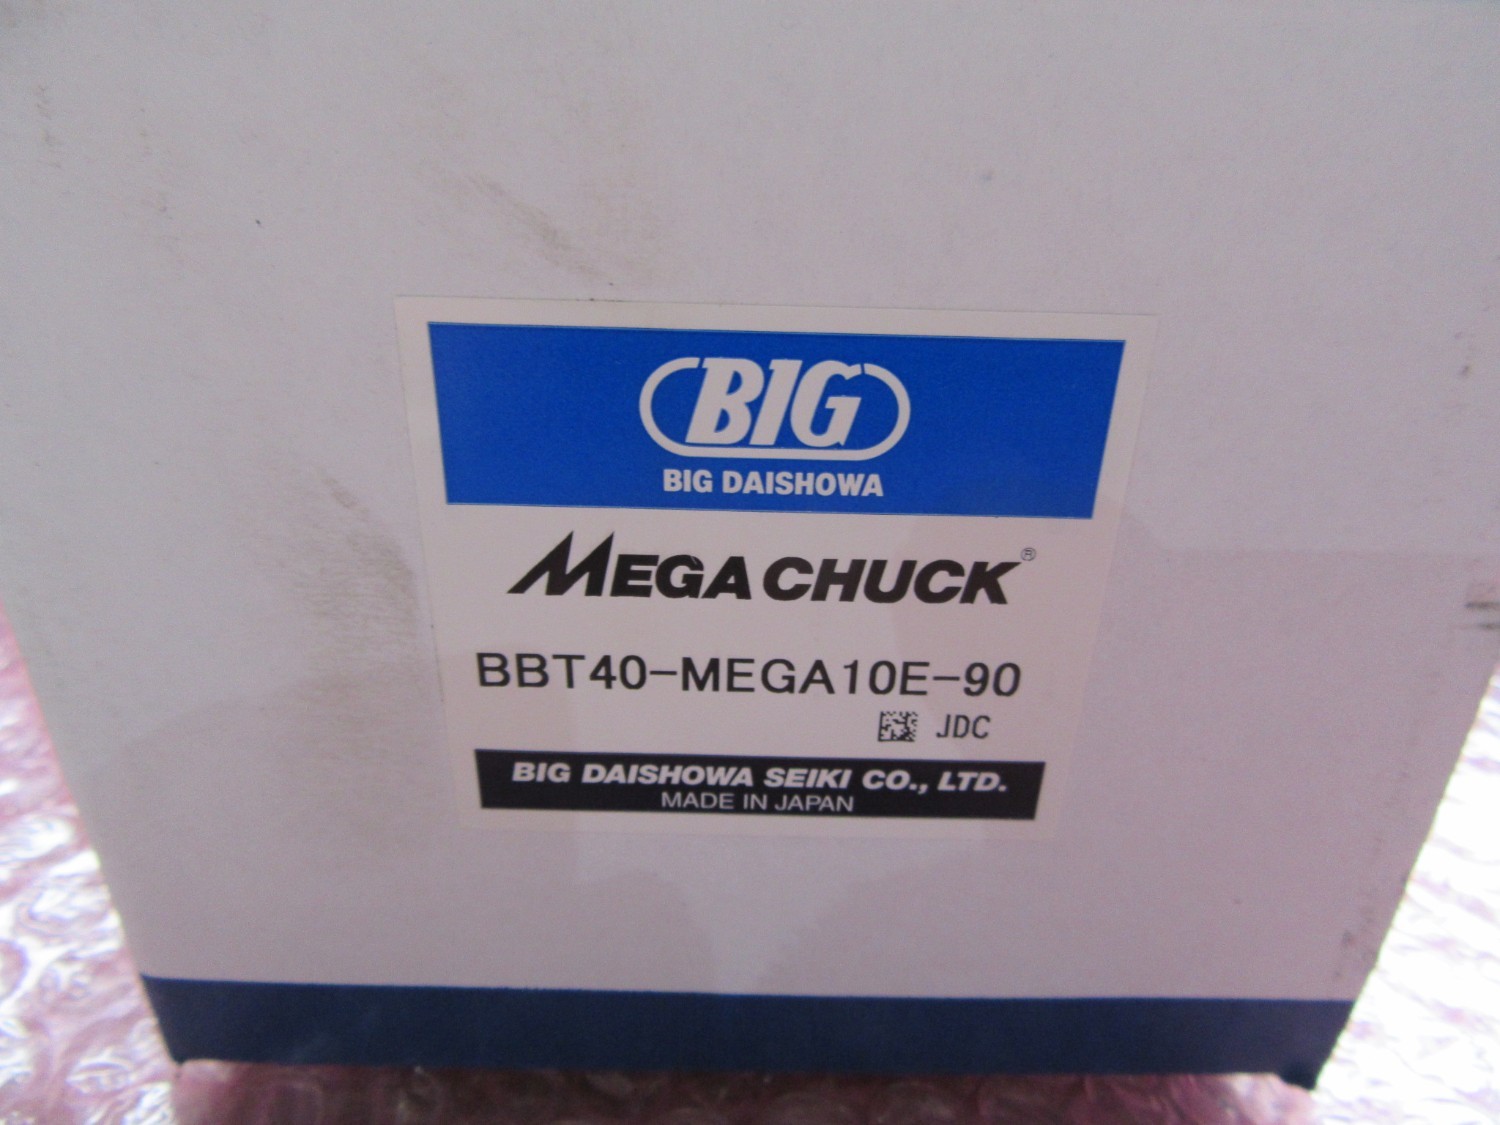 BIG
BIG DAISHOWA
MEGA CHUCK®
BBT40-MEGA10E-90
JDC
BIG DAISHOWA SEIKI CO., LTD.
MADE IN JAPAN